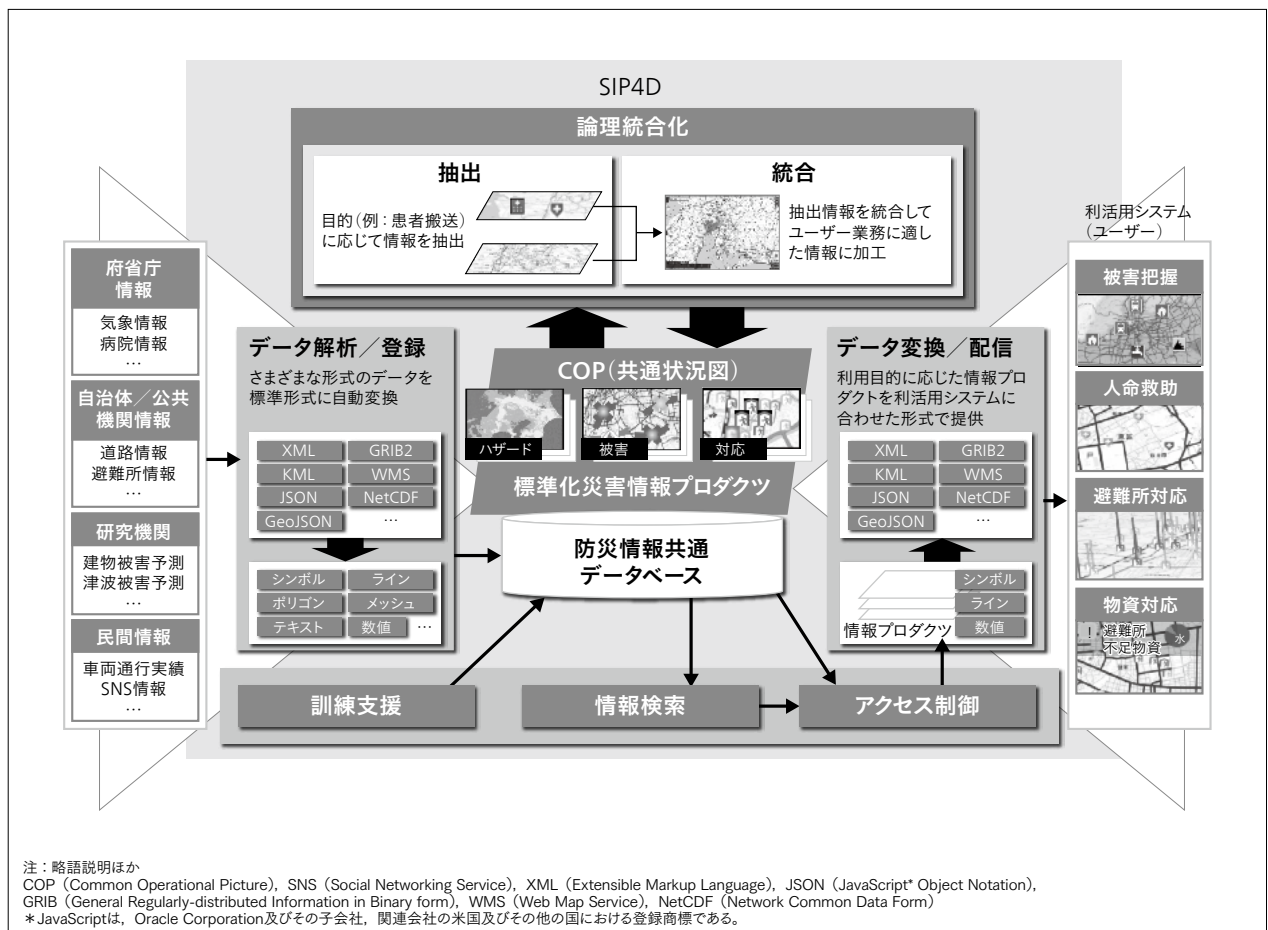 SIP4D
論理統合化
抽出
目的（例：患者搬送）
に応じて情報を抽出
統合
抽出情報を統合して
ユーザー業務に適し
た情報に加工
府省庁
情報
気象情報
病院情報
…
自治体／公共
機関情報
道路情報
避難所情報
…
研究機関
建物被害予測
津波被害予測
…
民間情報
車両通行実績
SNS情報
…
データ解析／登録
さまざまな形式のデータを
標準形式に自動変換
XML GRIB2
KML WMS
JSON NetCDF
GeoJSON …
シンボル ライン
ポリゴン メッシュ
テキスト 数値 …
COP（共通状況図）
ハザード 被害 対応
標準化災害情報プロダクツ
防災情報共通
データベース
データ変換／配信
利用目的に応じた情報プロ
ダクトを利活用システムに
合わせた形式で提供
XML GRIB2
KML WMS
JSON NetCDF
GeoJSON …
シンボル
ライン
数値
情報プロダクツ
訓練支援
情報検索
アクセス制御
利活用システム
（ユーザー）
被害把握
人命救助
避難所対応
物資対応
！ 避難所
不足物資
水
注：略語説明ほか
COP（Common Operational Picture），SNS（Social Networking Service），XML（Extensible Markup Language），JSON（JavaScript* Object Notation），
GRIB（General Regularly-distributed Information in Binary form），WMS（Web Map Service），NetCDF（Network Common Data Form）
＊JavaScriptは，Oracle Corporation及びその子会社，関連会社の米国及びその他の国における登録商標である。